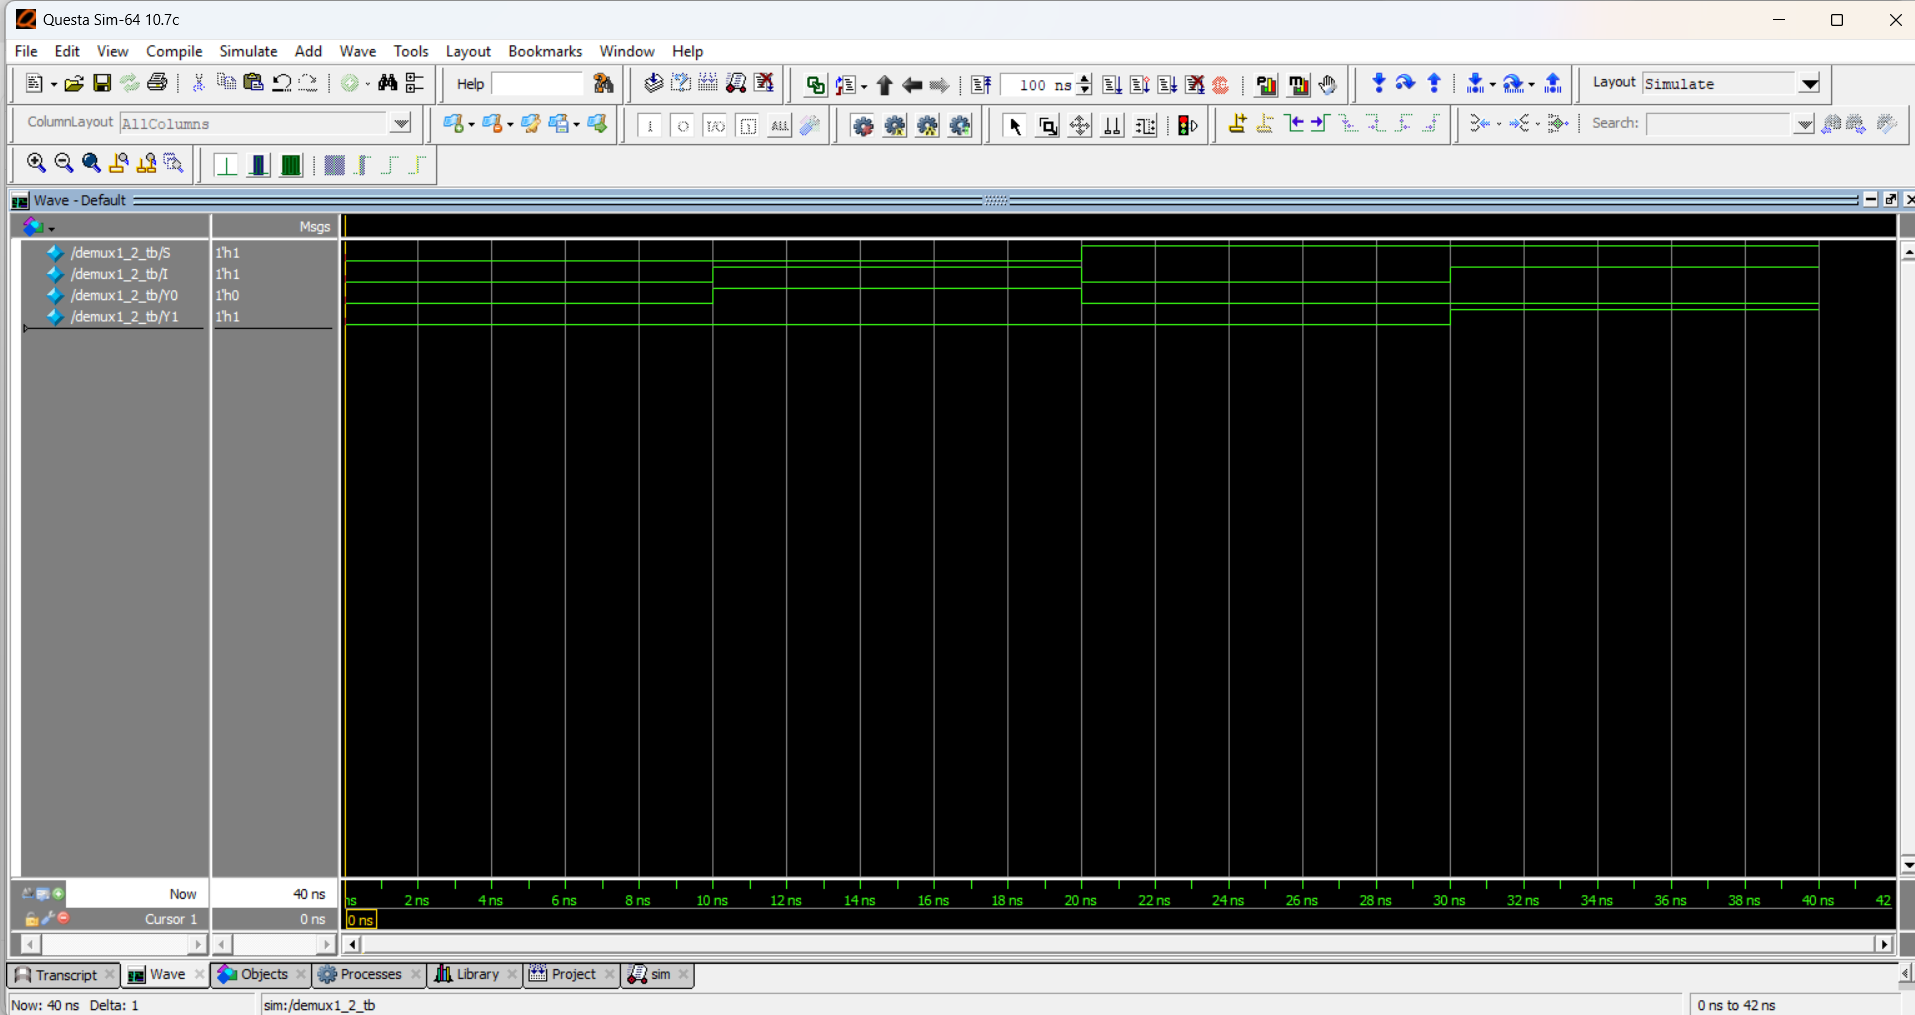 Questa Sim-64 10.7c
File Edit View Compile Simulate Add Wave Tools Layout Bookmarks Window Help
Help 100 ns Layout Simulate
ColumnLayout AllColumns I O I/O ALL Search:
Wave - Default
Msgs
/demux1_2_tb/S 1'h1
/demux1_2_tb/I 1'h1
/demux1_2_tb/Y0 1'h0
/demux1_2_tb/Y1 1'h1
Now 40 ns
ns 2 ns 4 ns 6 ns 8 ns 10 ns 12 ns 14 ns 16 ns 18 ns 20 ns 22 ns 24 ns 26 ns 28 ns 30 ns 32 ns 34 ns 36 ns 38 ns 40 ns 42
Cursor 1 0 ns 0 ns
Transcript Wave Objects Processes Library Project sim
Now: 40 ns Delta: 1 sim:/demux1_2_tb 0 ns to 42 ns